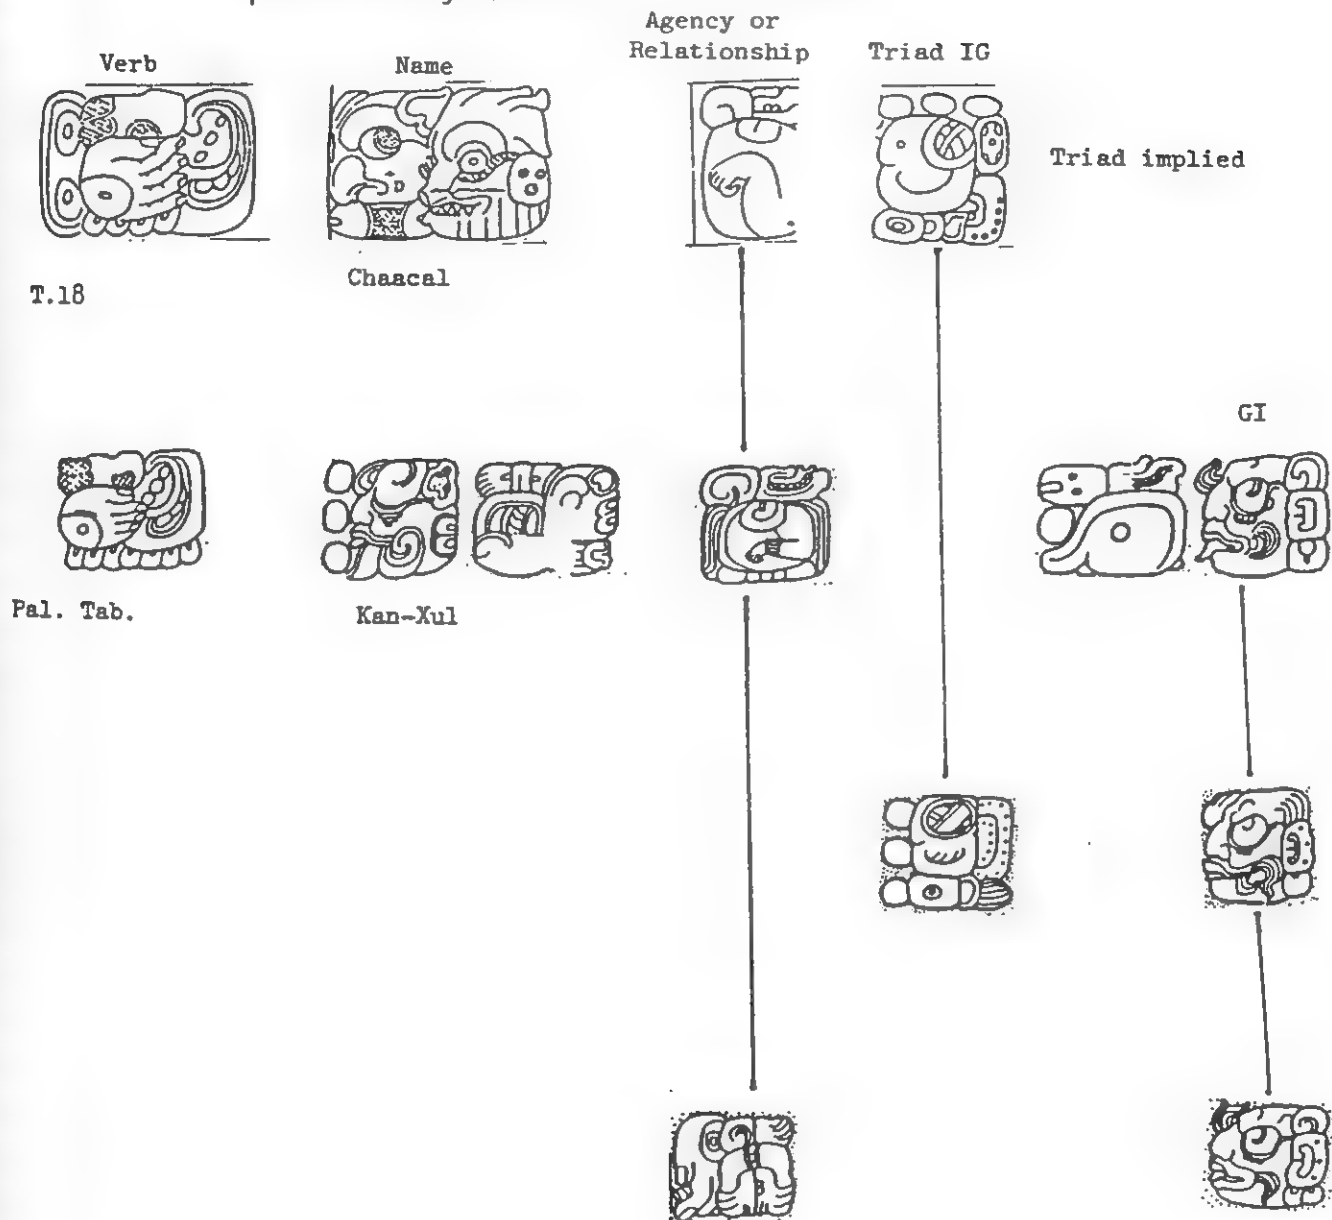 Agency or
Relationship
Verb
Name
Triad IG
Triad implied
Chaacal
T.18
GI
Pal. Tab.
Kan-Xul